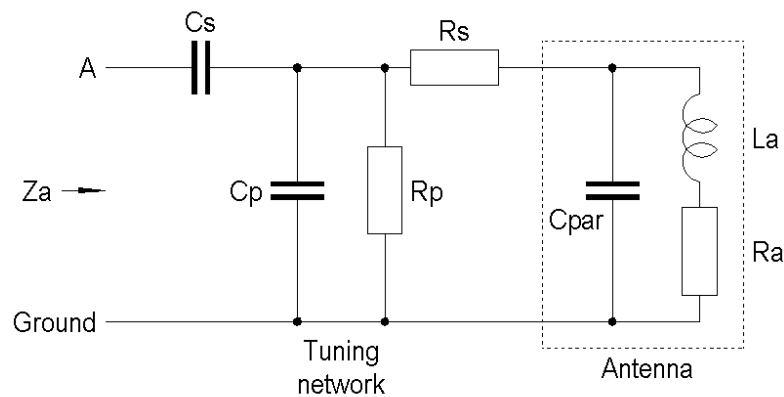 Cs
A
Rs
La
Za
Cp
Rp
Cpar
Ra
Ground
Tuning
network
Antenna